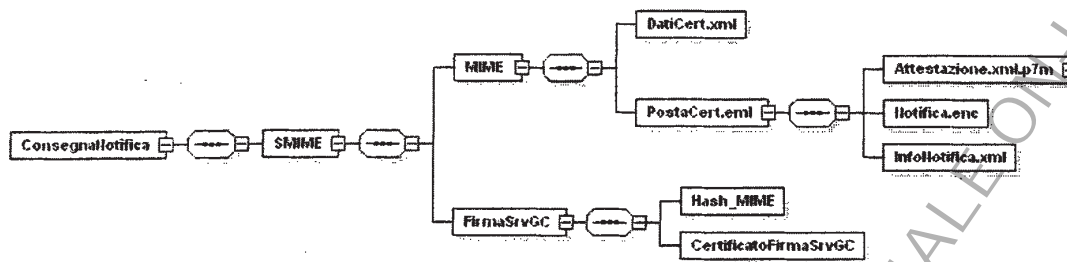 DatiCert.xml
MIME
Attestazione.xml.p7m
PostaCert.eml
Notifica.enc
ConsegnaNotifica
SMIME
InfoNotifica.xml
Hash_MIME
FirmaSrvGC
CertificatoFirmaSrvGC